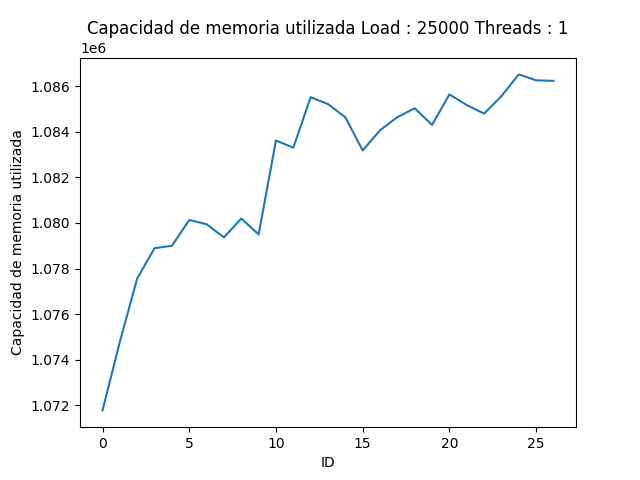 Capacidad de memoria utilizada Load : 25000 Threads : 1
1e6
1.086
1.084
1.082
1.080
1.078
1.076
1.074
1.072
Capacidad de memoria utilizada
0 5 10 15 20 25
ID